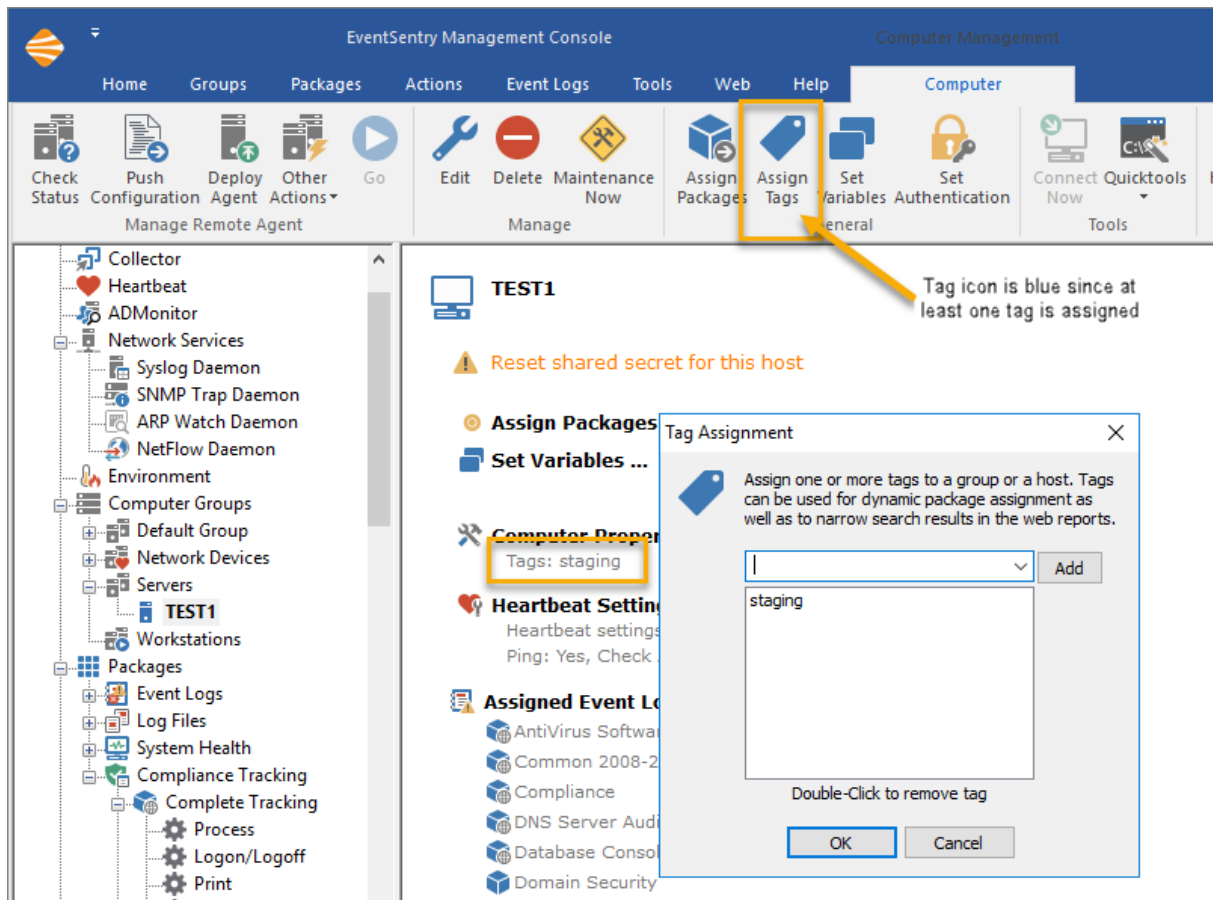 EventSentry Management Console
Computer Management
Home Groups Packages Actions Event Logs Tools Web Help Computer
Check Status
Push Configuration
Deploy Agent
Other Actions
Go
Manage Remote Agent
Edit
Delete
Maintenance Now
Manage
Assign Packages
Assign Tags
Set Variables
Set Authentication
General
Connect Now
C:\
Quicktools
Tools
Collector
Heartbeat
ADMonitor
Network Services
Syslog Daemon
SNMP Trap Daemon
ARP Watch Daemon
NetFlow Daemon
Environment
Computer Groups
Default Group
Network Devices
Servers
TEST1
Workstations
Packages
Event Logs
Log Files
System Health
Compliance Tracking
Complete Tracking
Process
Logon/Logoff
Print
TEST1
Tag icon is blue since at
least one tag is assigned
Reset shared secret for this host
Assign Packages
Set Variables ...
Computer Proper
Tags: staging
Heartbeat Setting
Heartbeat settings
Ping: Yes, Check
Assigned Event Lo
AntiVirus Softwar
Common 2008-2
Compliance
DNS Server Audi
Database Consol
Domain Security
Tag Assignment
Assign one or more tags to a group or a host. Tags
can be used for dynamic package assignment as
well as to narrow search results in the web reports.
Add
staging
Double-Click to remove tag
OK Cancel